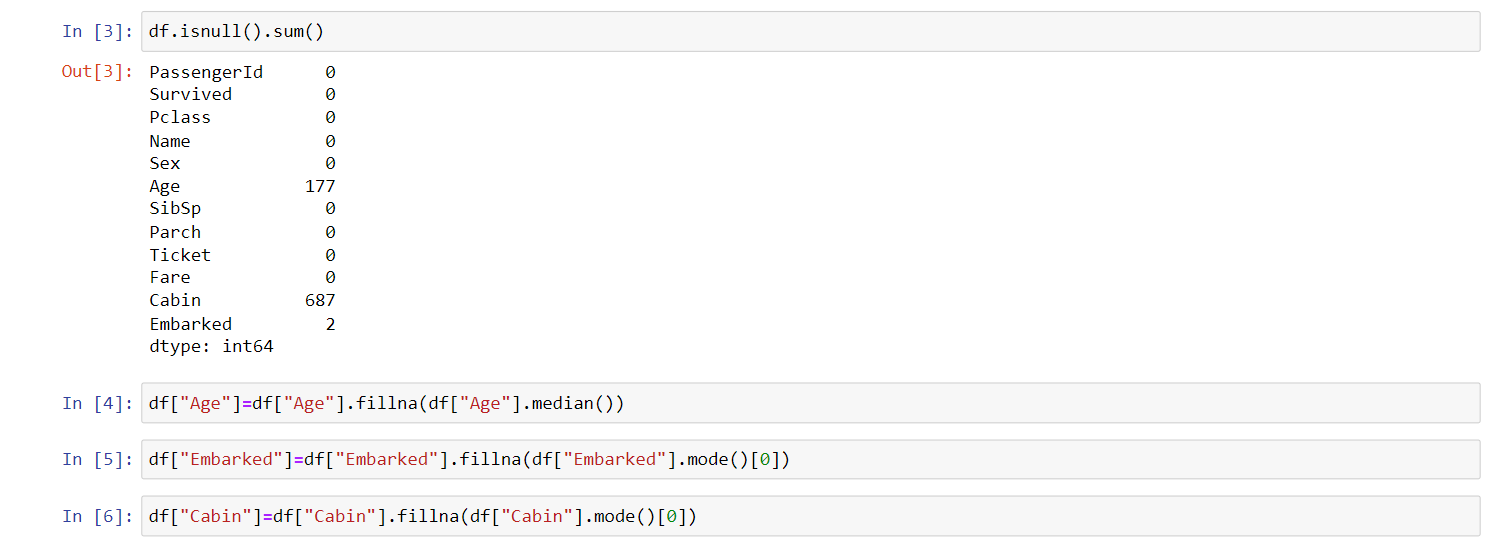 In [3]: df.isnull().sum()
Out[3]: PassengerId      0
Survived         0
Pclass           0
Name             0
Sex              0
Age            177
SibSp            0
Parch            0
Ticket           0
Fare             0
Cabin          687
Embarked         2
dtype: int64
In [4]: df["Age"]=df["Age"].fillna(df["Age"].median())
In [5]: df["Embarked"]=df["Embarked"].fillna(df["Embarked"].mode()[0])
In [6]: df["Cabin"]=df["Cabin"].fillna(df["Cabin"].mode()[0])